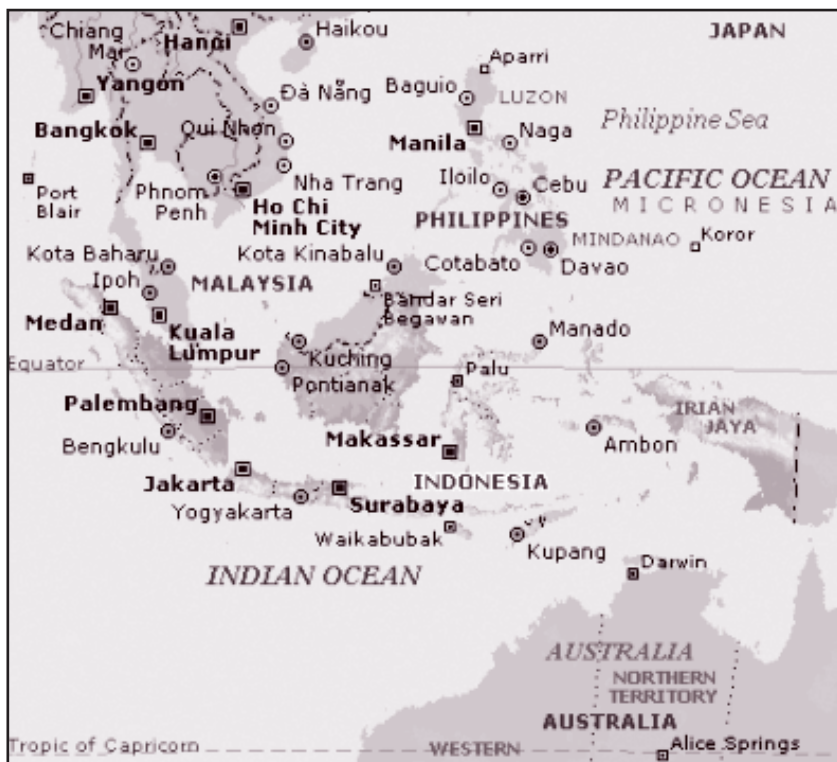 Chiang
Mai
Hanoi
Haikou
JAPAN
Aparri
Yangon
Đà Nẵng
Baguio
LUZON
Bangkok
Qui Nhon
Manila
Naga
Philippine Sea
Port
Blair
Phnom
Penh
Nha Trang
Iloilo
Cebu
PACIFIC OCEAN
MICRONESIA
Ho Chi
Minh City
PHILIPPINES
MINDANAO
Koror
Kota Baharu
Kota Kinabalu
Cotabato
Davao
Ipoh
MALAYSIA
Bandar Seri
Begawan
Medan
Kuala
Lumpur
Manado
Kuching
Equator
Pontianak
Palu
Palembang
IRIAN
JAYA
Bengkulu
Makassar
Ambon
Jakarta
INDONESIA
Yogyakarta
Surabaya
Waikabubak
Kupang
INDIAN OCEAN
Darwin
AUSTRALIA
NORTHERN
TERRITORY
AUSTRALIA
Tropic of Capricorn
WESTERN
Alice Springs